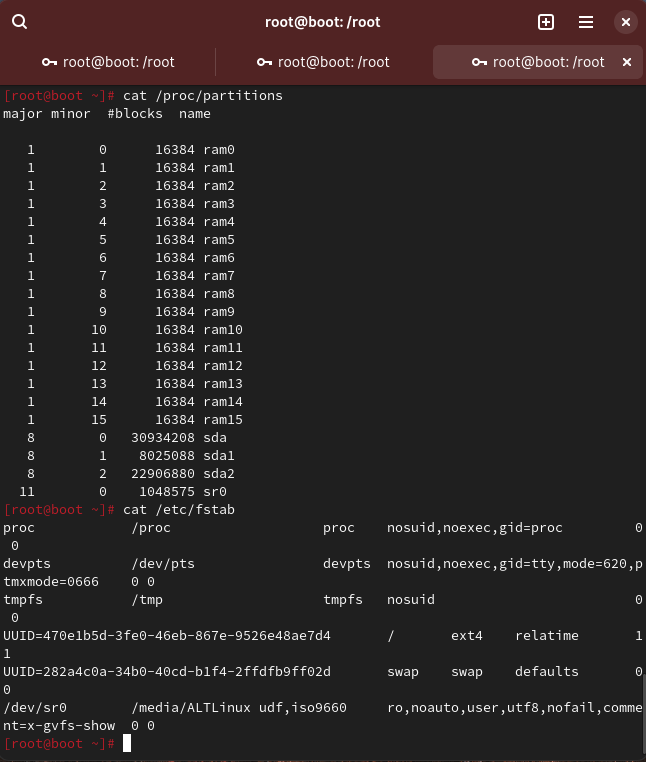 root@boot: /root
root@boot: /root
root@boot: /root
root@boot: /root
[root@boot ~]# cat /proc/partitions
major minor  #blocks  name

   1        0      16384 ram0
   1        1      16384 ram1
   1        2      16384 ram2
   1        3      16384 ram3
   1        4      16384 ram4
   1        5      16384 ram5
   1        6      16384 ram6
   1        7      16384 ram7
   1        8      16384 ram8
   1        9      16384 ram9
   1       10      16384 ram10
   1       11      16384 ram11
   1       12      16384 ram12
   1       13      16384 ram13
   1       14      16384 ram14
   1       15      16384 ram15
   8        0   30934208 sda
   8        1    8025088 sda1
   8        2   22906880 sda2
  11        0    1048575 sr0
[root@boot ~]# cat /etc/fstab
proc            /proc                   proc    nosuid,noexec,gid=proc         0
 0
devpts          /dev/pts                devpts  nosuid,noexec,gid=tty,mode=620,p
tmxmode=0666    0 0
tmpfs           /tmp                    tmpfs   nosuid                         0
 0
UUID=470e1b5d-3fe0-46eb-867e-9526e48ae7d4       /       ext4    relatime       1
1
UUID=282a4c0a-34b0-40cd-b1f4-2ffdfb9ff02d       swap    swap    defaults       0
0
/dev/sr0        /media/ALTLinux udf,iso9660     ro,noauto,user,utf8,nofail,comme
nt=x-gvfs-show  0 0
[root@boot ~]#